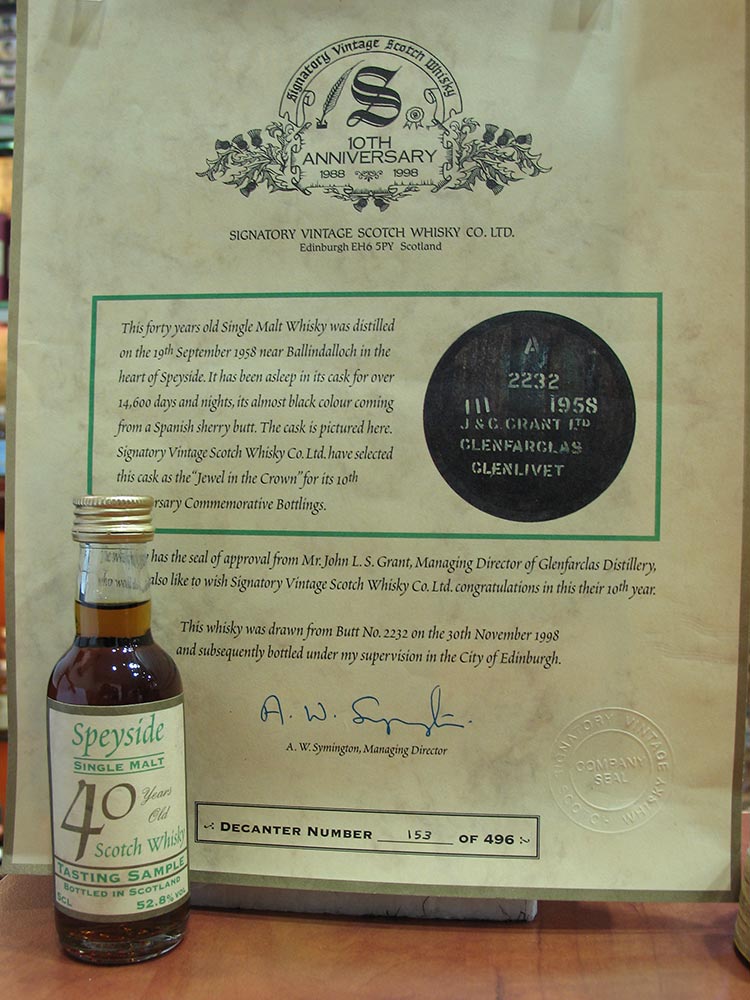 Signatory Vintage Scotch Whisky
S
10TH
ANNIVERSARY
1988 1998
SIGNATORY VINTAGE SCOTCH WHISKY CO. LTD.
Edinburgh EH6 5PY Scotland
This forty years old Single Malt Whisky was distilled
on the 19th September 1958 near Ballindalloch in the
heart of Speyside. It has been asleep in its cask for over
14,600 days and nights, its almost black colour coming
from a Spanish sherry butt. The cask is pictured here.
Signatory Vintage Scotch Whisky Co. Ltd. have selected
this cask as the "Jewel in the Crown" for its 10th
ersary Commemorative Bottlings.
A
2232
111 1958
J & G. GRANT LTD
GLENFARCLAS
GLENLIVET
y has the seal of approval from Mr. John L. S. Grant, Managing Director of Glenfarclas Distillery,
also like to wish Signatory Vintage Scotch Whisky Co. Ltd. congratulations in this their 10th year.
This whisky was drawn from Butt No. 2232 on the 30th November 1998
and subsequently bottled under my supervision in the City of Edinburgh.
A. W. Symington
A. W. Symington, Managing Director
SIGNATORY VINTAGE
COMPANY
SEAL
SCOTCH WHISKY
DECANTER NUMBER 153 OF 496
Speyside
SINGLE MALT
40 Years
Old
Scotch Whisky
TASTING SAMPLE
BOTTLED IN SCOTLAND
5CL 52.8% VOL